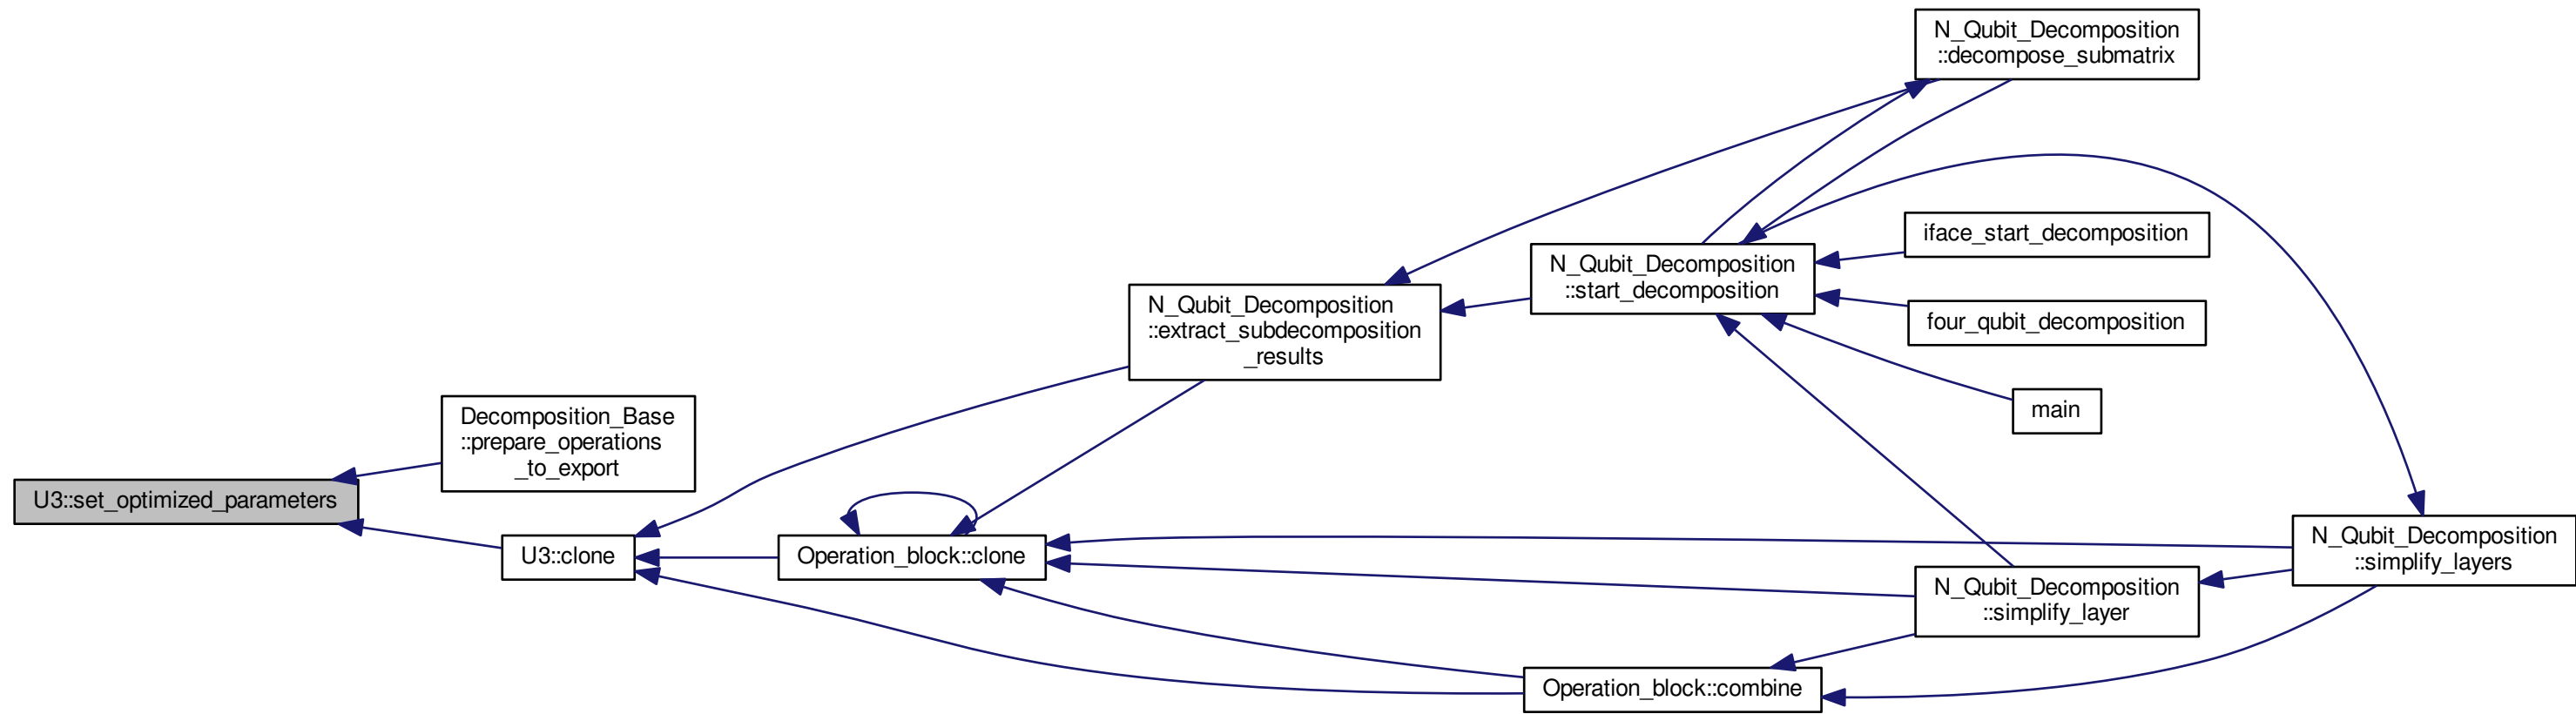 N_Qubit_Decomposition
::decompose_submatrix
iface_start_decomposition
N_Qubit_Decomposition
::start_decomposition
N_Qubit_Decomposition
::extract_subdecomposition
_results
four_qubit_decomposition
main
Decomposition_Base
::prepare_operations
_to_export
U3::set_optimized_parameters
U3::clone
Operation_block::clone
N_Qubit_Decomposition
::simplify_layers
N_Qubit_Decomposition
::simplify_layer
Operation_block::combine